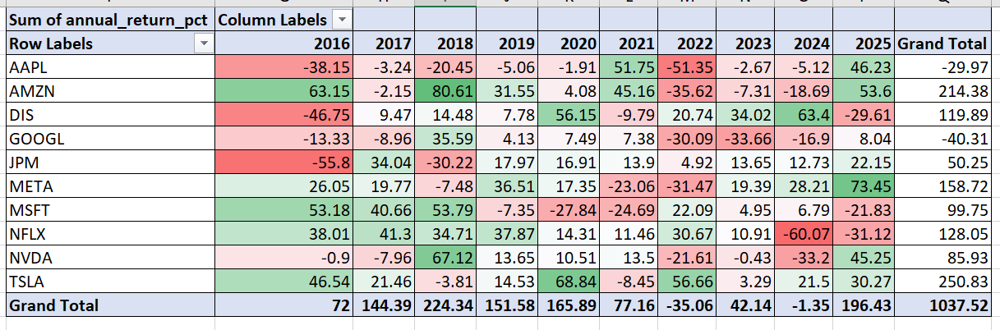 Sum of annual_return_pct Column Labels
Row Labels 2016 2017 2018 2019 2020 2021 2022 2023 2024 2025 Grand Total
AAPL -38.15 -3.24 -20.45 -5.06 -1.91 51.75 -51.35 -2.67 -5.12 46.23 -29.97
AMZN 63.15 -2.15 80.61 31.55 4.08 45.16 -35.62 -7.31 -18.69 53.6 214.38
DIS -46.75 9.47 14.48 7.78 56.15 -9.79 20.74 34.02 63.4 -29.61 119.89
GOOGL -13.33 -8.96 35.59 4.13 7.49 7.38 -30.09 -33.66 -16.9 8.04 -40.31
JPM -55.8 34.04 -30.22 17.97 16.91 13.9 4.92 13.65 12.73 22.15 50.25
META 26.05 19.77 -7.48 36.51 17.35 -23.06 -31.47 19.39 28.21 73.45 158.72
MSFT 53.18 40.66 53.79 -7.35 -27.84 -24.69 22.09 4.95 6.79 -21.83 99.75
NFLX 38.01 41.3 34.71 37.87 14.31 11.46 30.67 10.91 -60.07 -31.12 128.05
NVDA -0.9 -7.96 67.12 13.65 10.51 13.5 -21.61 -0.43 -33.2 45.25 85.93
TSLA 46.54 21.46 -3.81 14.53 68.84 -8.45 56.66 3.29 21.5 30.27 250.83
Grand Total 72 144.39 224.34 151.58 165.89 77.16 -35.06 42.14 -1.35 196.43 1037.52